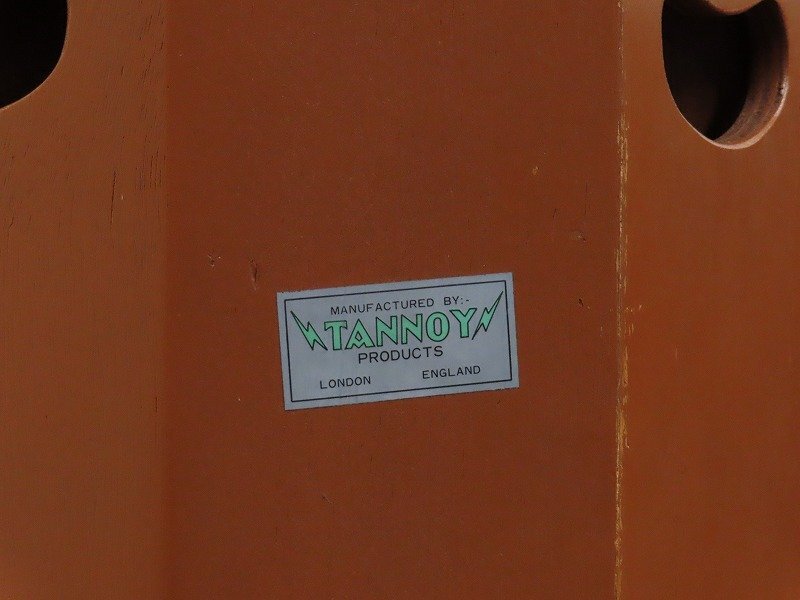 MANUFACTURED BY:-
TANNOY
PRODUCTS
LONDON ENGLAND